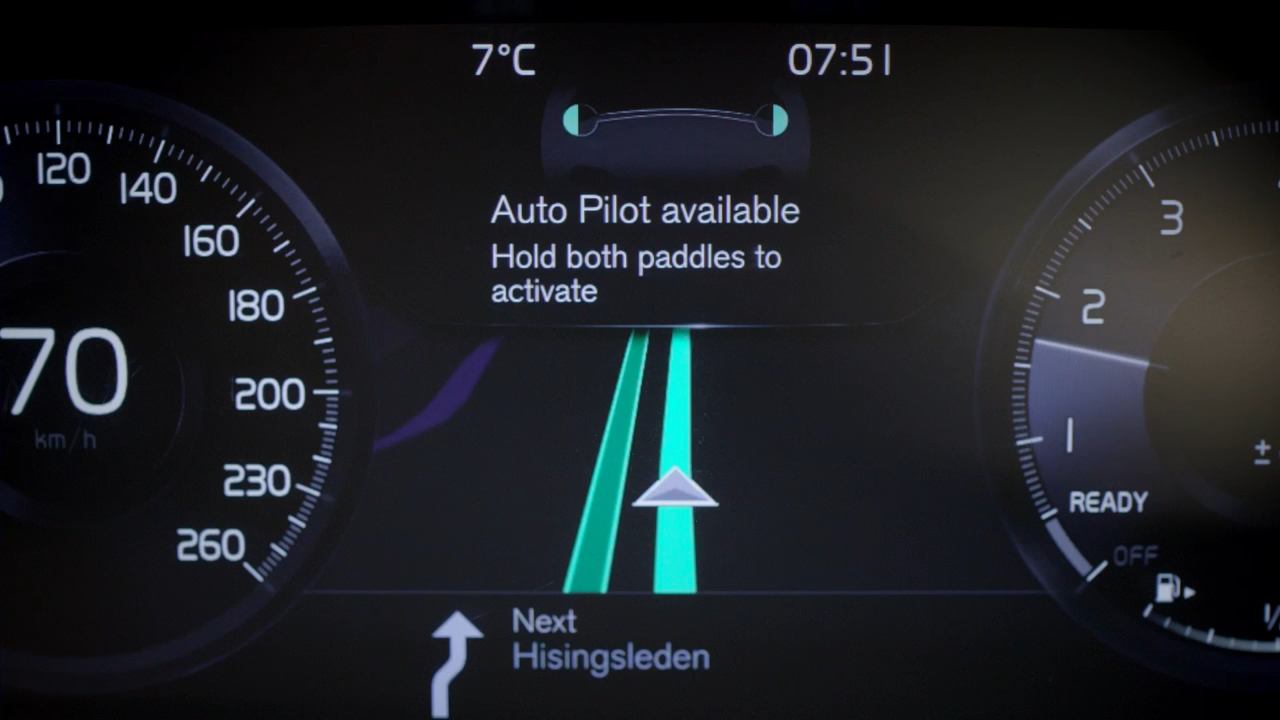 7°C
07:51
Auto Pilot available
Hold both paddles to
activate
120
140
160
180
200
230
260
70
km/h
3
2
1
READY
OFF
±
Next
Hisingsleden